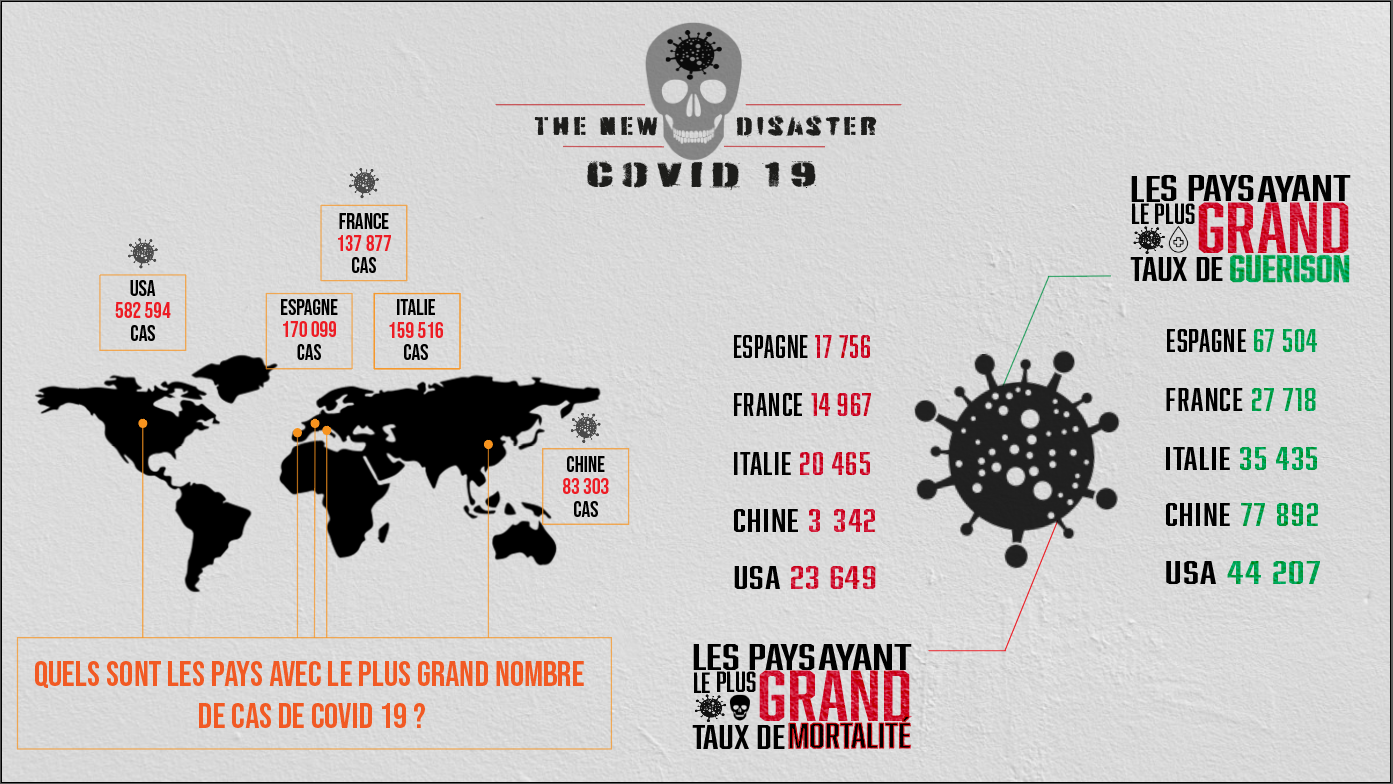 THE NEW DISASTER
COVID 19
FRANCE
137 877
CAS
USA
582 594
CAS
ESPAGNE
170 099
CAS
ITALIE
159 516
CAS
CHINE
83 303
CAS
QUELS SONT LES PAYS AVEC LE PLUS GRAND NOMBRE
DE CAS DE COVID 19 ?
ESPAGNE 17 756
FRANCE 14 967
ITALIE 20 465
CHINE 3 342
USA 23 649
LES PAYS AYANT
LE PLUS GRAND
TAUX DE MORTALITÉ
LES PAYS AYANT
LE PLUS GRAND
TAUX DE GUERISON
ESPAGNE 67 504
FRANCE 27 718
ITALIE 35 435
CHINE 77 892
USA 44 207